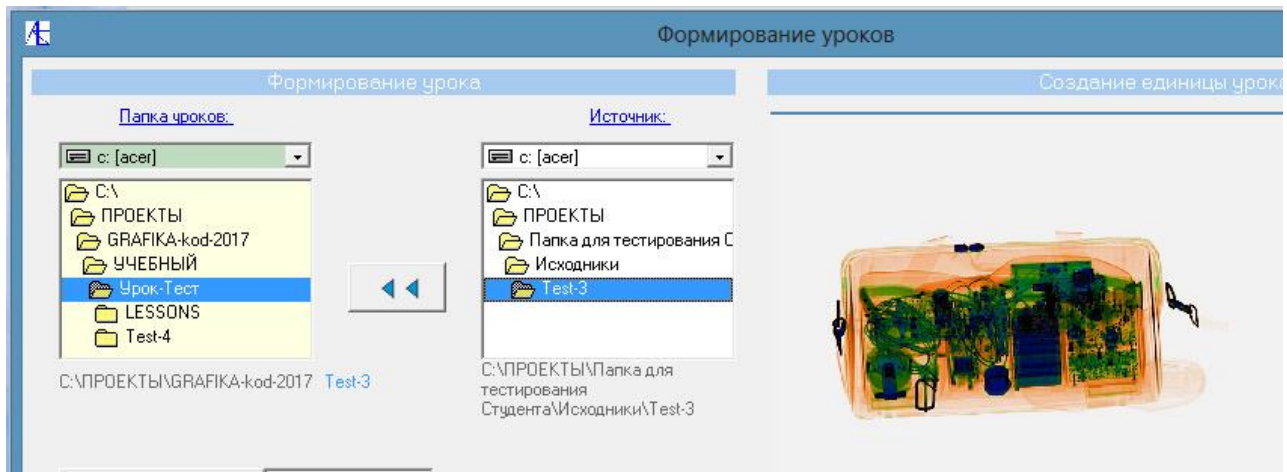 Формирование уроков
Формирование урока
Папка уроков:
c: [acer]
C:\
ПРОЕКТЫ
GRAFIKA-kod-2017
УЧЕБНЫЙ
Урок-Тест
LESSONS
Test-4
C:\ПРОЕКТЫ\GRAFIKA-kod-2017 Test-3
Источник:
c: [acer]
C:\
ПРОЕКТЫ
Папка для тестирования С
Исходники
Test-3
C:\ПРОЕКТЫ\Папка для
тестирования
Студента\Исходники\Test-3
Создание единицы урока